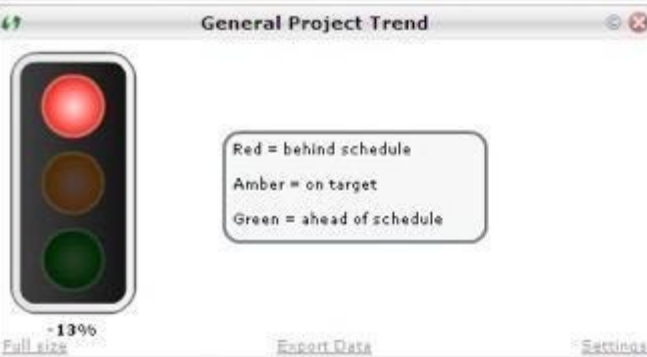 General Project Trend
Red = behind schedule
Amber = on target
Green = ahead of schedule
-13%
Full size
Export Data
Settings